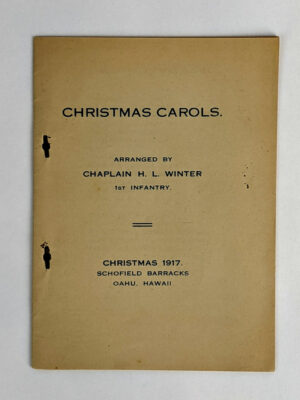 CHRISTMAS CAROLS.
ARRANGED BY
CHAPLAIN H. L. WINTER
1ST INFANTRY.
CHRISTMAS 1917.
SCHOFIELD BARRACKS
OAHU, HAWAII